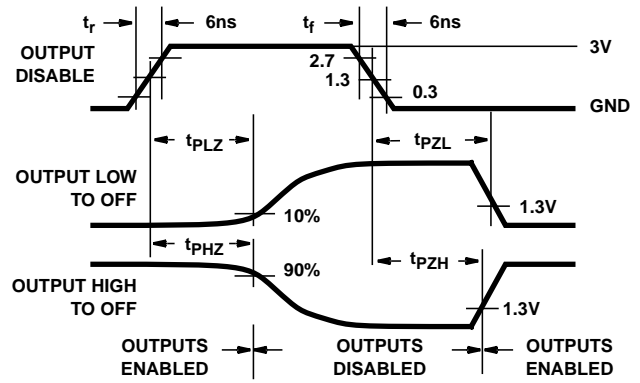 tr 6ns tf 6ns
OUTPUT
DISABLE
3V
2.7
1.3
0.3
GND
tPLZ tPZL
OUTPUT LOW
TO OFF
10%
1.3V
tPHZ tPZH
OUTPUT HIGH
TO OFF
90%
1.3V
OUTPUTS
ENABLED
OUTPUTS
DISABLED
OUTPUTS
ENABLED